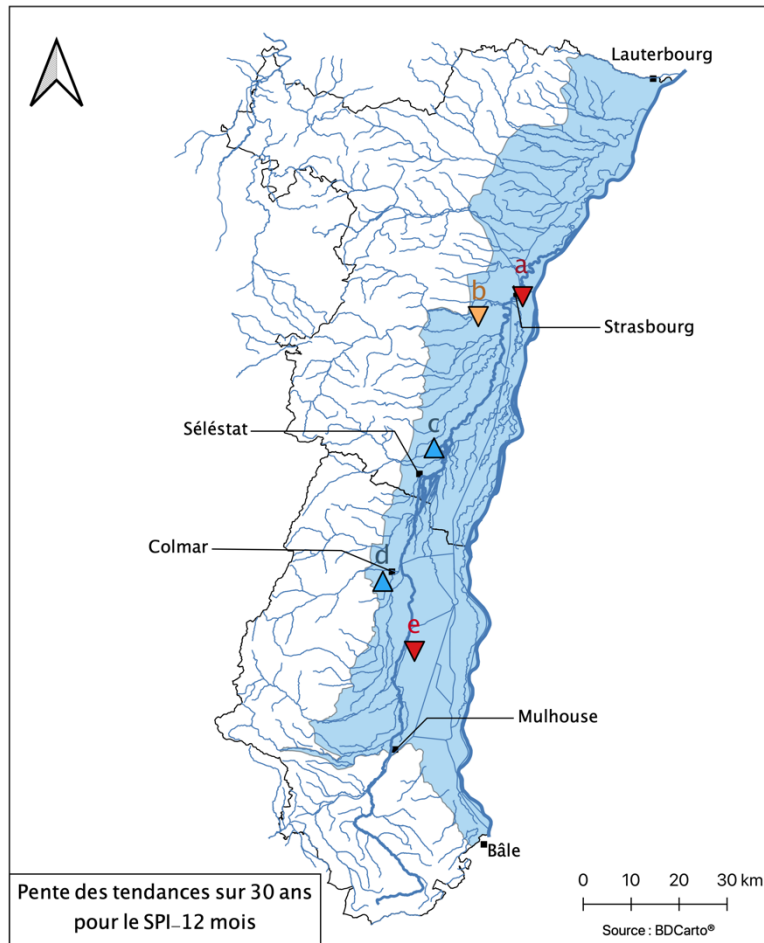 Lauterbourg
a
b
Strasbourg
c
Séléstat
Colmar
d
e
Mulhouse
Bâle
Pente des tendances sur 30 ans
pour le SPI-12 mois
0 10 20 30 km
Source : BDCarto®